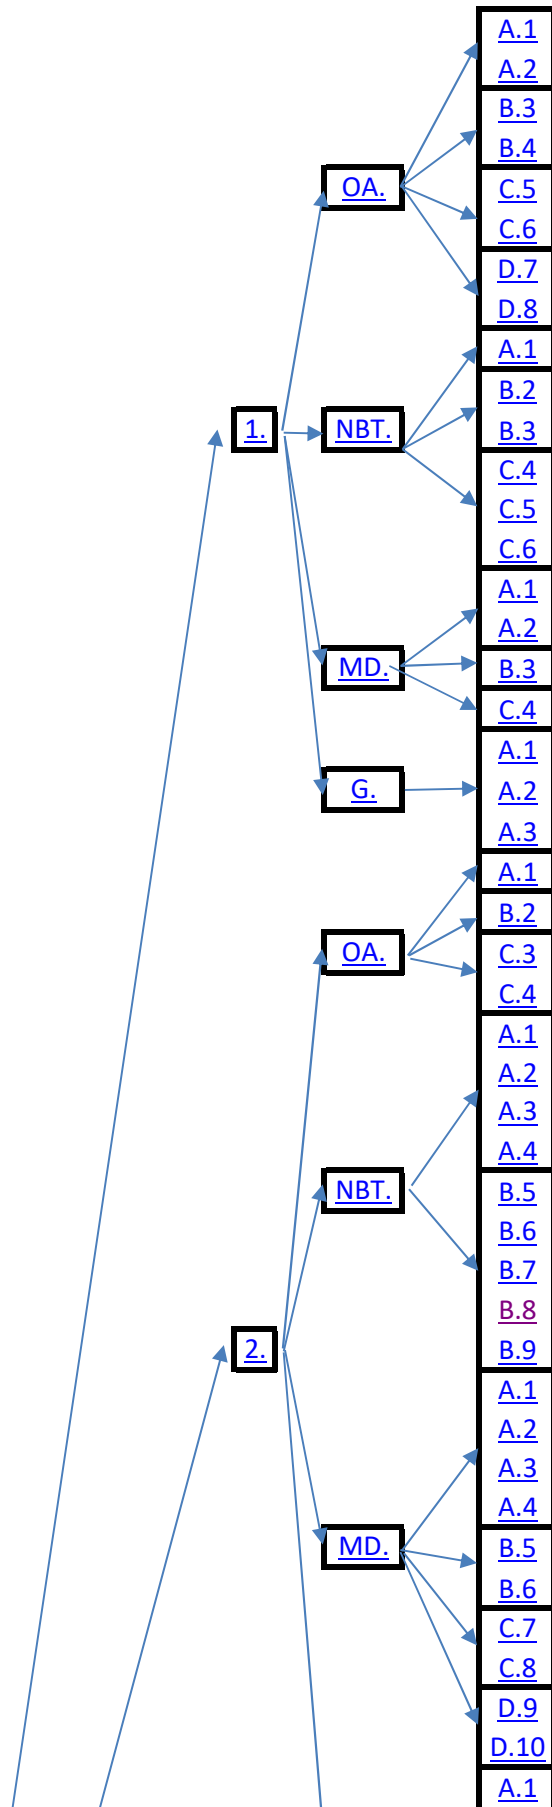 A.1
A.2
B.3
B.4
OA.
C.5
C.6
D.7
D.8
A.1
B.2
1.
NBT.
B.3
C.4
C.5
C.6
A.1
A.2
MD.
B.3
C.4
A.1
G.
A.2
A.3
A.1
B.2
OA.
C.3
C.4
A.1
A.2
A.3
A.4
NBT.
B.5
B.6
B.7
B.8
2.
B.9
A.1
A.2
A.3
A.4
MD.
B.5
B.6
C.7
C.8
D.9
D.10
A.1